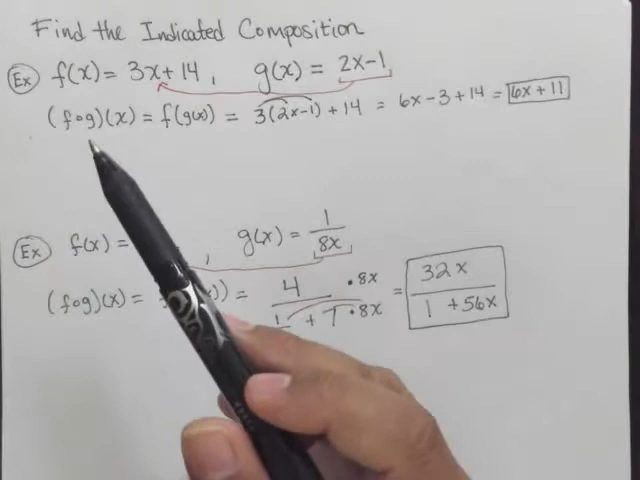 Find the Indicated Composition
Ex f(x) = 3x+14, g(x) = 2x-1
(f∘g)(x) = f(g(x)) = 3(2x-1) + 14 = 6x-3+14 = 6x+11
Ex f(x) = , g(x) = 1/8x
(f∘g)(x) = )) = 4 •8x / + 7 •8x = 32x / 1 +56x